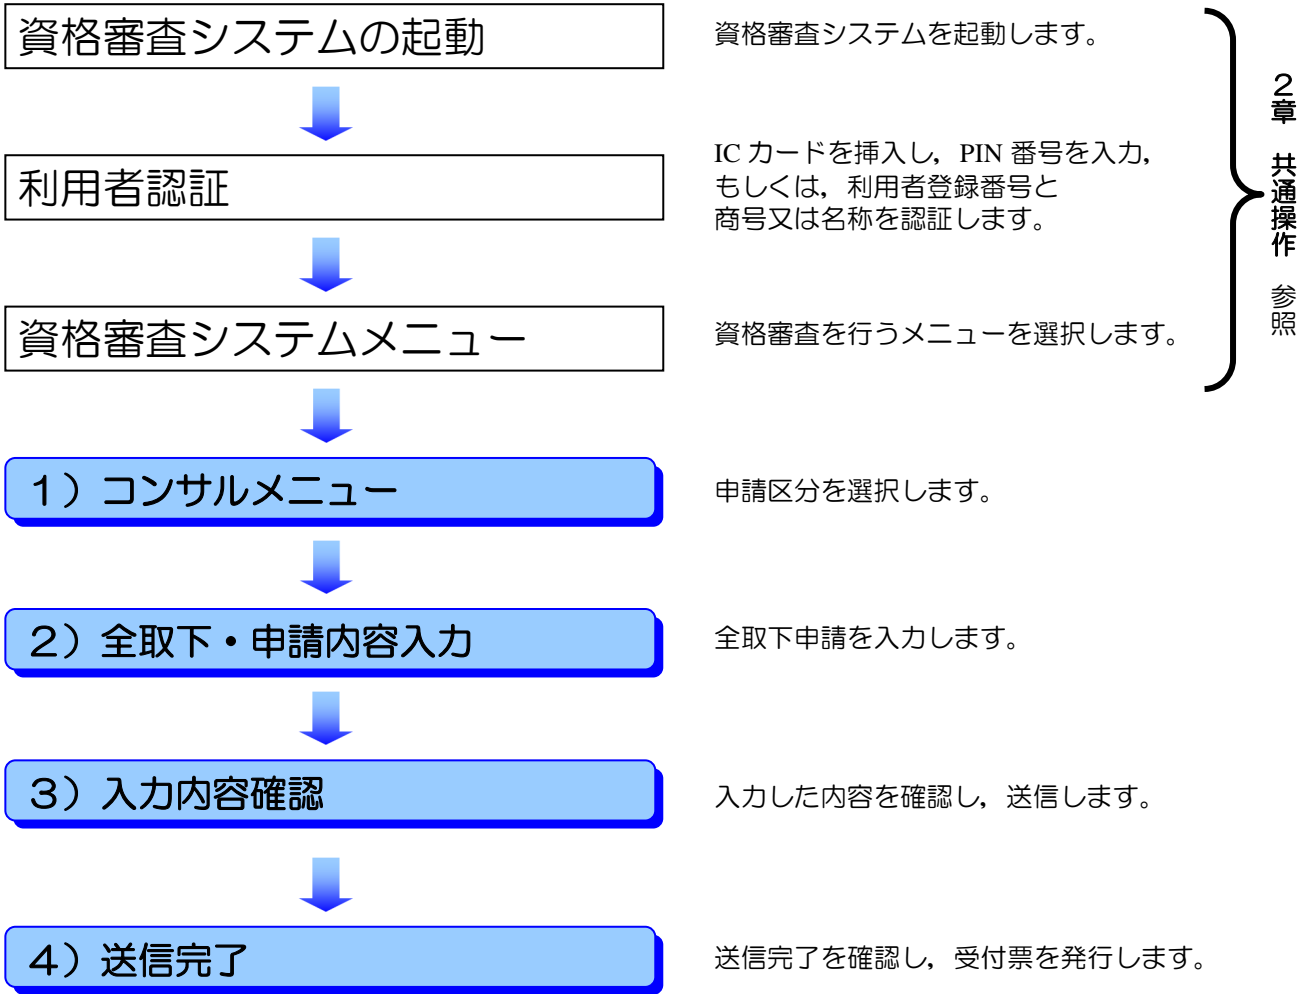 資格審査システムの起動
資格審査システムを起動します。
利用者認証
IC カードを挿入し，PIN 番号を入力，
もしくは，利用者登録番号と
商号又は名称を認証します。
資格審査システムメニュー
資格審査を行うメニューを選択します。
２章　共通操作　参照
１）コンサルメニュー
申請区分を選択します。
２）全取下・申請内容入力
全取下申請を入力します。
３）入力内容確認
入力した内容を確認し，送信します。
４）送信完了
送信完了を確認し，受付票を発行します。